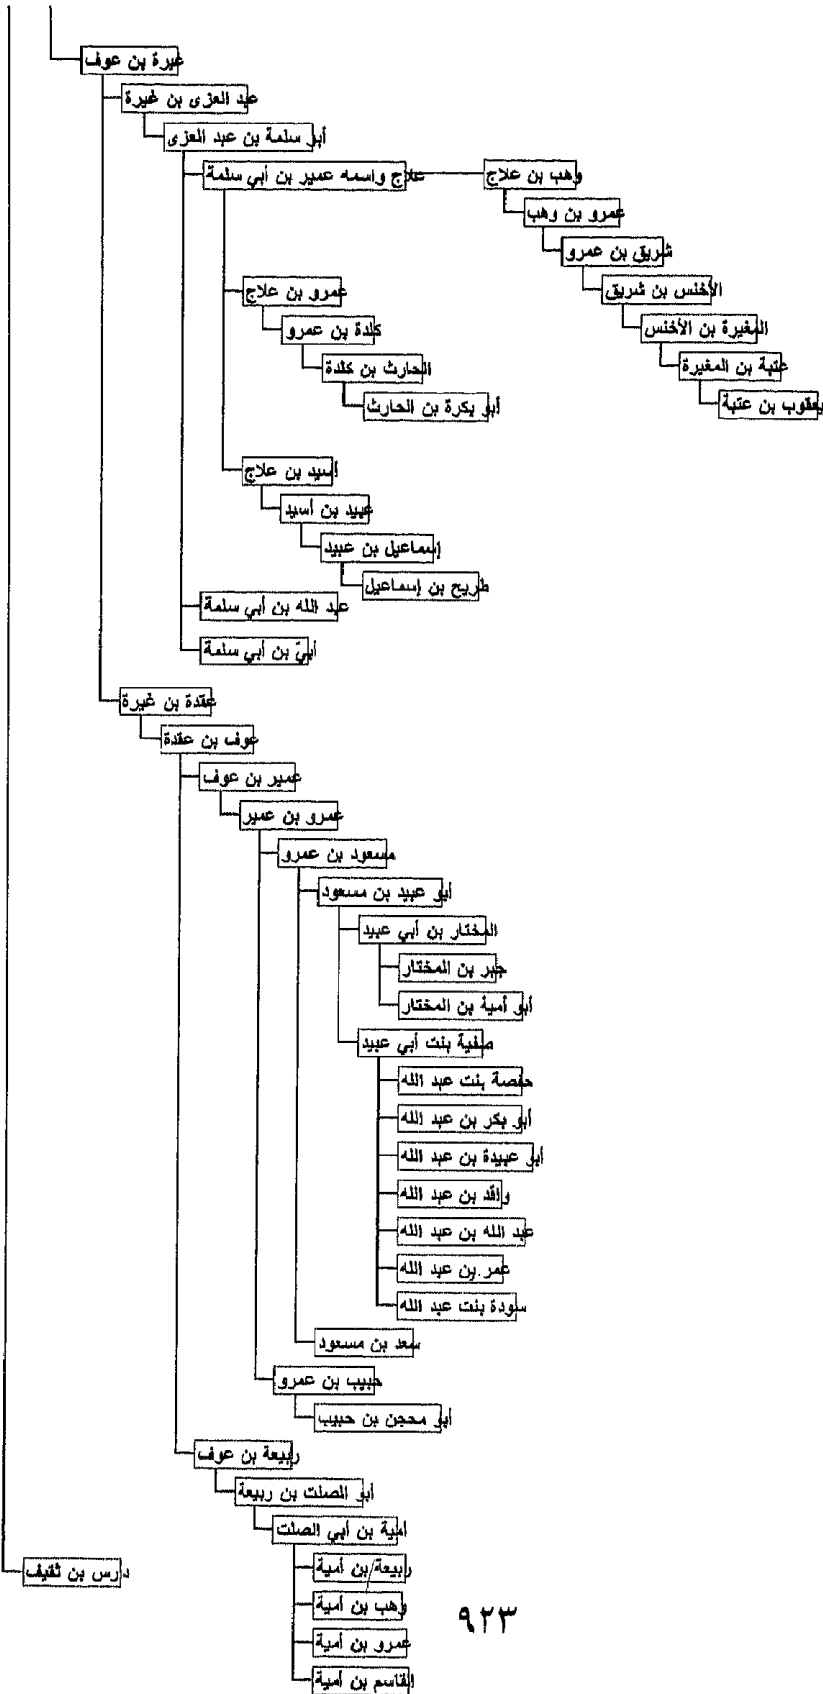 غيرة بن عوف
عبد العزى بن غيرة
أبو سلمة بن عبد العزى
علاج واسمه عمير بن أبي سلمة
وهب بن علاج
عمرو بن وهب
شريق بن عمرو
الأخنس بن شريق
المغيرة بن الأخنس
عتبة بن المغيرة
يعقوب بن عتبة
عمرو بن علاج
كلدة بن عمرو
الحارث بن كلدة
أبو بكرة بن الحارث
أسيد بن علاج
عبيد بن أسيد
إسماعيل بن عبيد
طريح بن إسماعيل
عبد الله بن أبي سلمة
أبيّ بن أبي سلمة
عقدة بن غيرة
عوف بن عقدة
عمير بن عوف
عمرو بن عمير
مسعود بن عمرو
أبو عبيد بن مسعود
المختار بن أبي عبيد
جبر بن المختار
أبو أمية بن المختار
صفية بنت أبي عبيد
حفصة بنت عبد الله
أبو بكر بن عبد الله
أبو عبيدة بن عبد الله
واقد بن عبد الله
عبد الله بن عبد الله
عمر بن عبد الله
سودة بنت عبد الله
سعد بن مسعود
حبيب بن عمرو
أبو محجن بن حبيب
ربيعة بن عوف
أبو الصلت بن ربيعة
أمية بن أبي الصلت
ربيعة بن أمية
وهب بن أمية
عمرو بن أمية
القاسم بن أمية
دارس بن ثقيف
٩٢٣